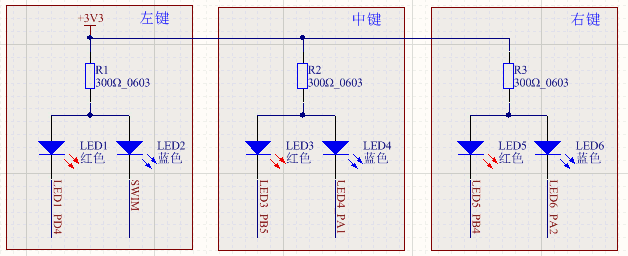 +3V3
左键
中键
右键
R1
300Ω_0603
R2
300Ω_0603
R3
300Ω_0603
LED1
红色
LED2
蓝色
LED3
红色
LED4
蓝色
LED5
红色
LED6
蓝色
LED1_PD4
SWIM
LED3_PB5
LED4_PA1
LED5_PB4
LED6_PA2